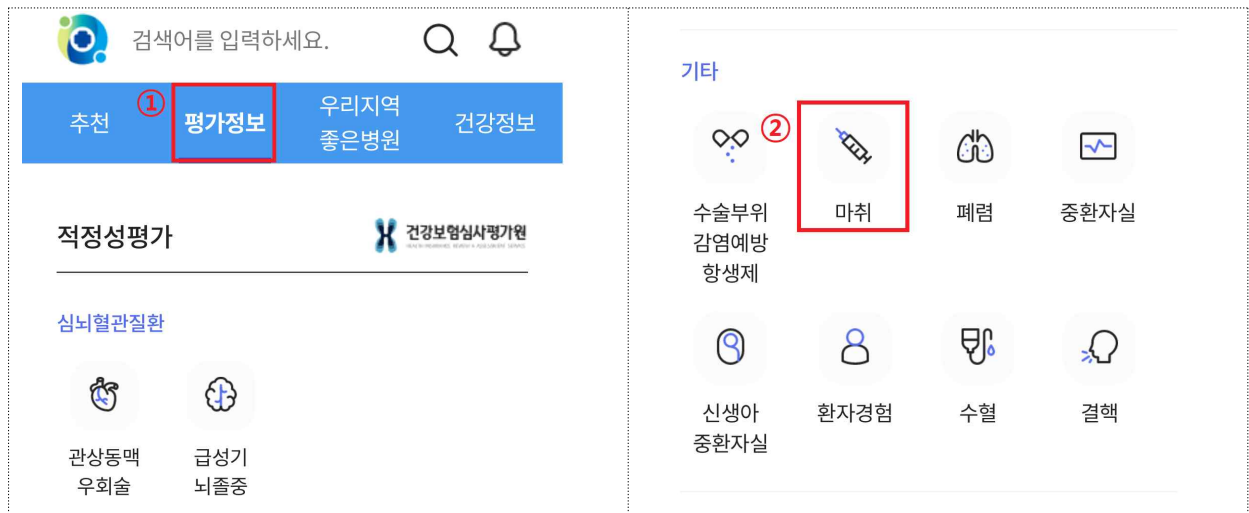 검색어를 입력하세요.
추천
①
평가정보
우리지역
좋은병원
건강정보
적정성평가
건강보험심사평가원
심뇌혈관질환
관상동맥
우회술
급성기
뇌졸중
기타
②
수술부위
감염예방
항생제
마취
폐렴
중환자실
신생아
중환자실
환자경험
수혈
결핵